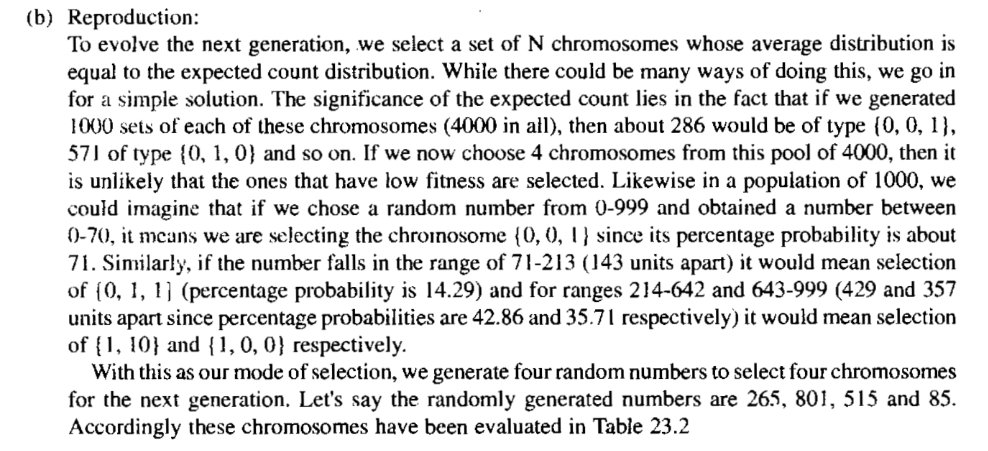 (b) Reproduction:
To evolve the next generation, we select a set of N chromosomes whose average distribution is
equal to the expected count distribution. While there could be many ways of doing this, we go in
for a simple solution. The significance of the expected count lies in the fact that if we generated
1000 sets of each of these chromosomes (4000 in all), then about 286 would be of type {0, 0, 1},
571 of type {0, 1, 0} and so on. If we now choose 4 chromosomes from this pool of 4000, then it
is unlikely that the ones that have low fitness are selected. Likewise in a population of 1000, we
could imagine that if we chose a random number from 0-999 and obtained a number between
0-70, it means we are selecting the chromosome {0, 0, 1} since its percentage probability is about
71. Similarly, if the number falls in the range of 71-213 (143 units apart) it would mean selection
of {0, 1, 1] (percentage probability is 14.29) and for ranges 214-642 and 643-999 (429 and 357
units apart since percentage probabilities are 42.86 and 35.71 respectively) it would mean selection
of {1, 10} and {1, 0, 0} respectively.
With this as our mode of selection, we generate four random numbers to select four chromosomes
for the next generation. Let's say the randomly generated numbers are 265, 801, 515 and 85.
Accordingly these chromosomes have been evaluated in Table 23.2